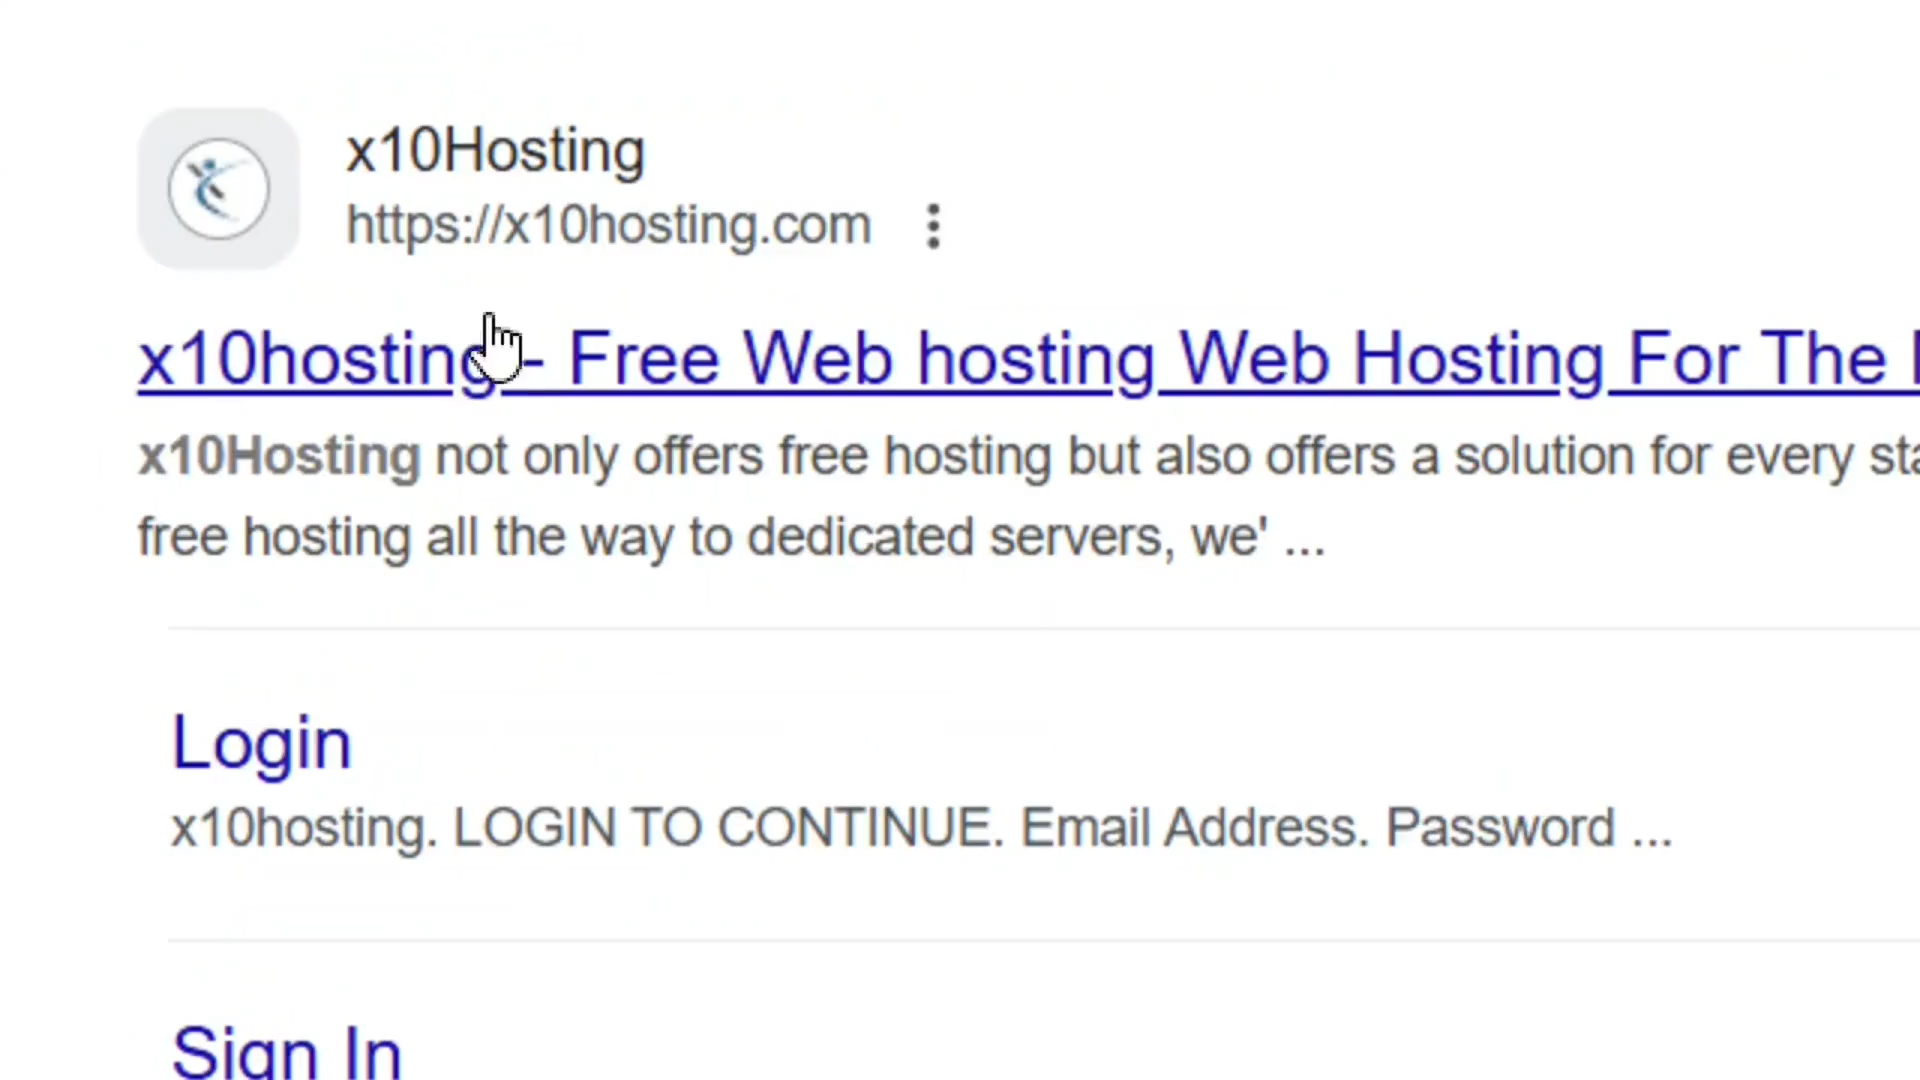 x10Hosting
https://x10hosting.com
x10hosting - Free Web hosting Web Hosting For The
x10Hosting not only offers free hosting but also offers a solution for every
free hosting all the way to dedicated servers, we' ...
Login
x10hosting. LOGIN TO CONTINUE. Email Address. Password ...
Sign In